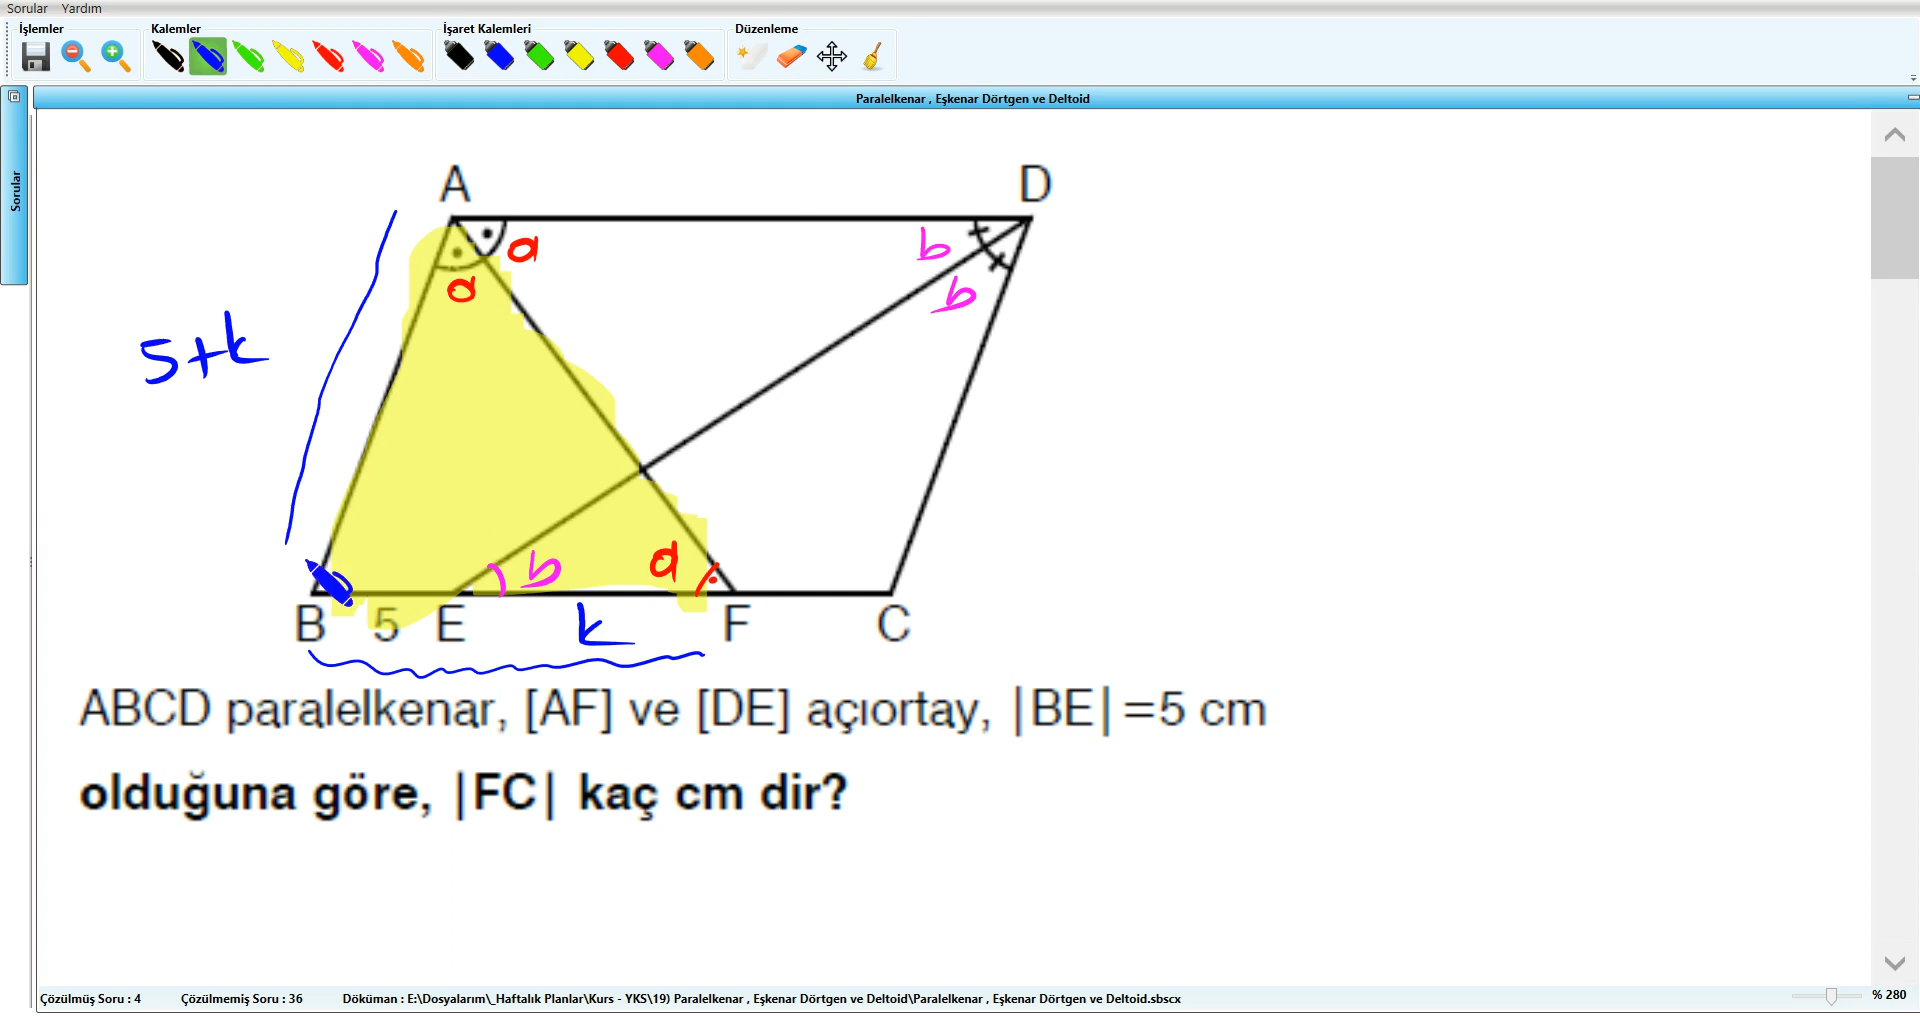 Sorular Yardım
İşlemler Kalemler İşaret Kalemleri Düzenleme
Paralelkenar , Eşkenar Dörtgen ve Deltoid
Sorular
A D
a b
a b
5+k
b a
B 5 E k F C
ABCD paralelkenar, [AF] ve [DE] açıortay, |BE|=5 cm
olduğuna göre, |FC| kaç cm dir?
Çözülmüş Soru : 4 Çözülmemiş Soru : 36 Döküman : E:\Dosyalarım\_Haftalık Planlar\Kurs - YKS\19) Paralelkenar , Eşkenar Dörtgen ve Deltoid\Paralelkenar , Eşkenar Dörtgen ve Deltoid.sbscx % 280